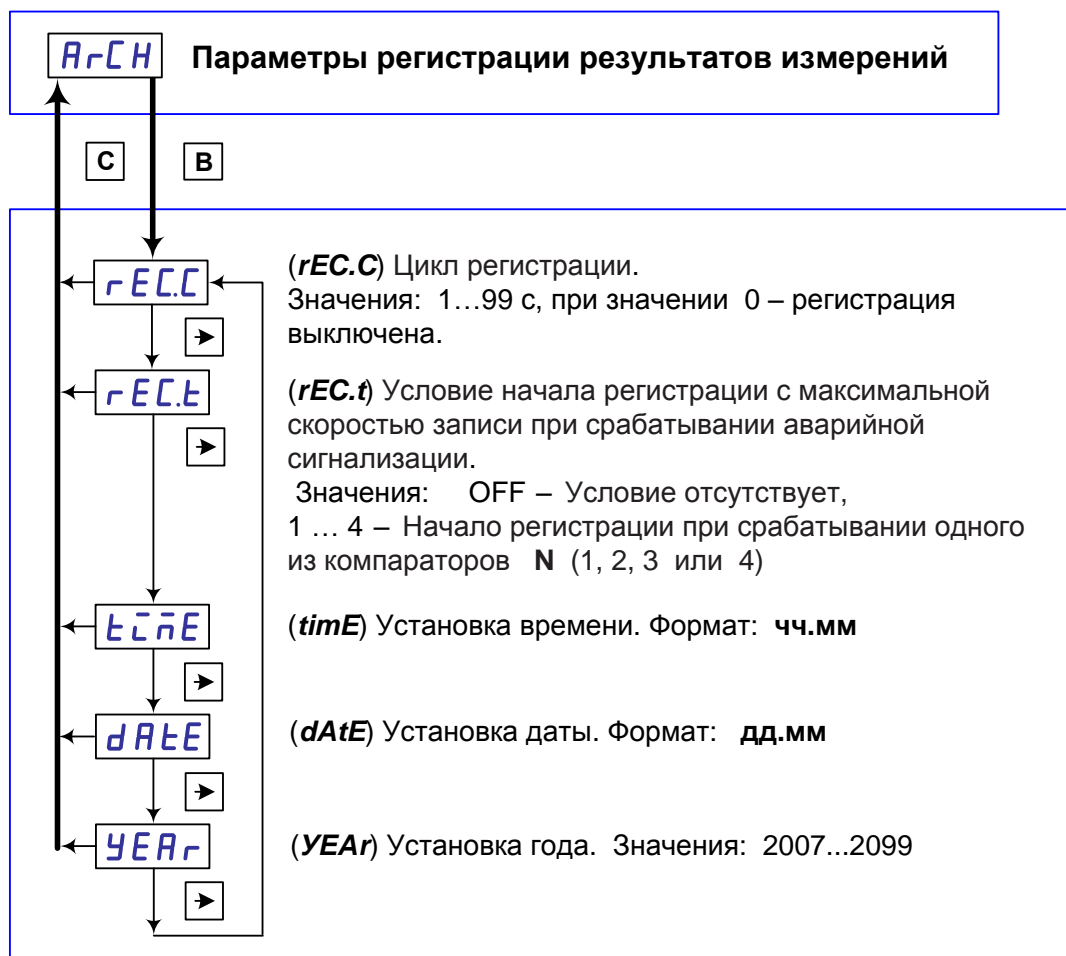 ArCH Параметры регистрации результатов измерений
C B
rEC.C (rEC.C) Цикл регистрации.
Значения: 1…99 с, при значении 0 – регистрация
выключена.
rEC.t (rEC.t) Условие начала регистрации с максимальной
скоростью записи при срабатывании аварийной
сигнализации.
Значения: OFF – Условие отсутствует,
1 … 4 – Начало регистрации при срабатывании одного
из компараторов N (1, 2, 3 или 4)
timE (timE) Установка времени. Формат: чч.мм
dAtE (dAtE) Установка даты. Формат: дд.мм
YEAr (YEAr) Установка года. Значения: 2007...2099